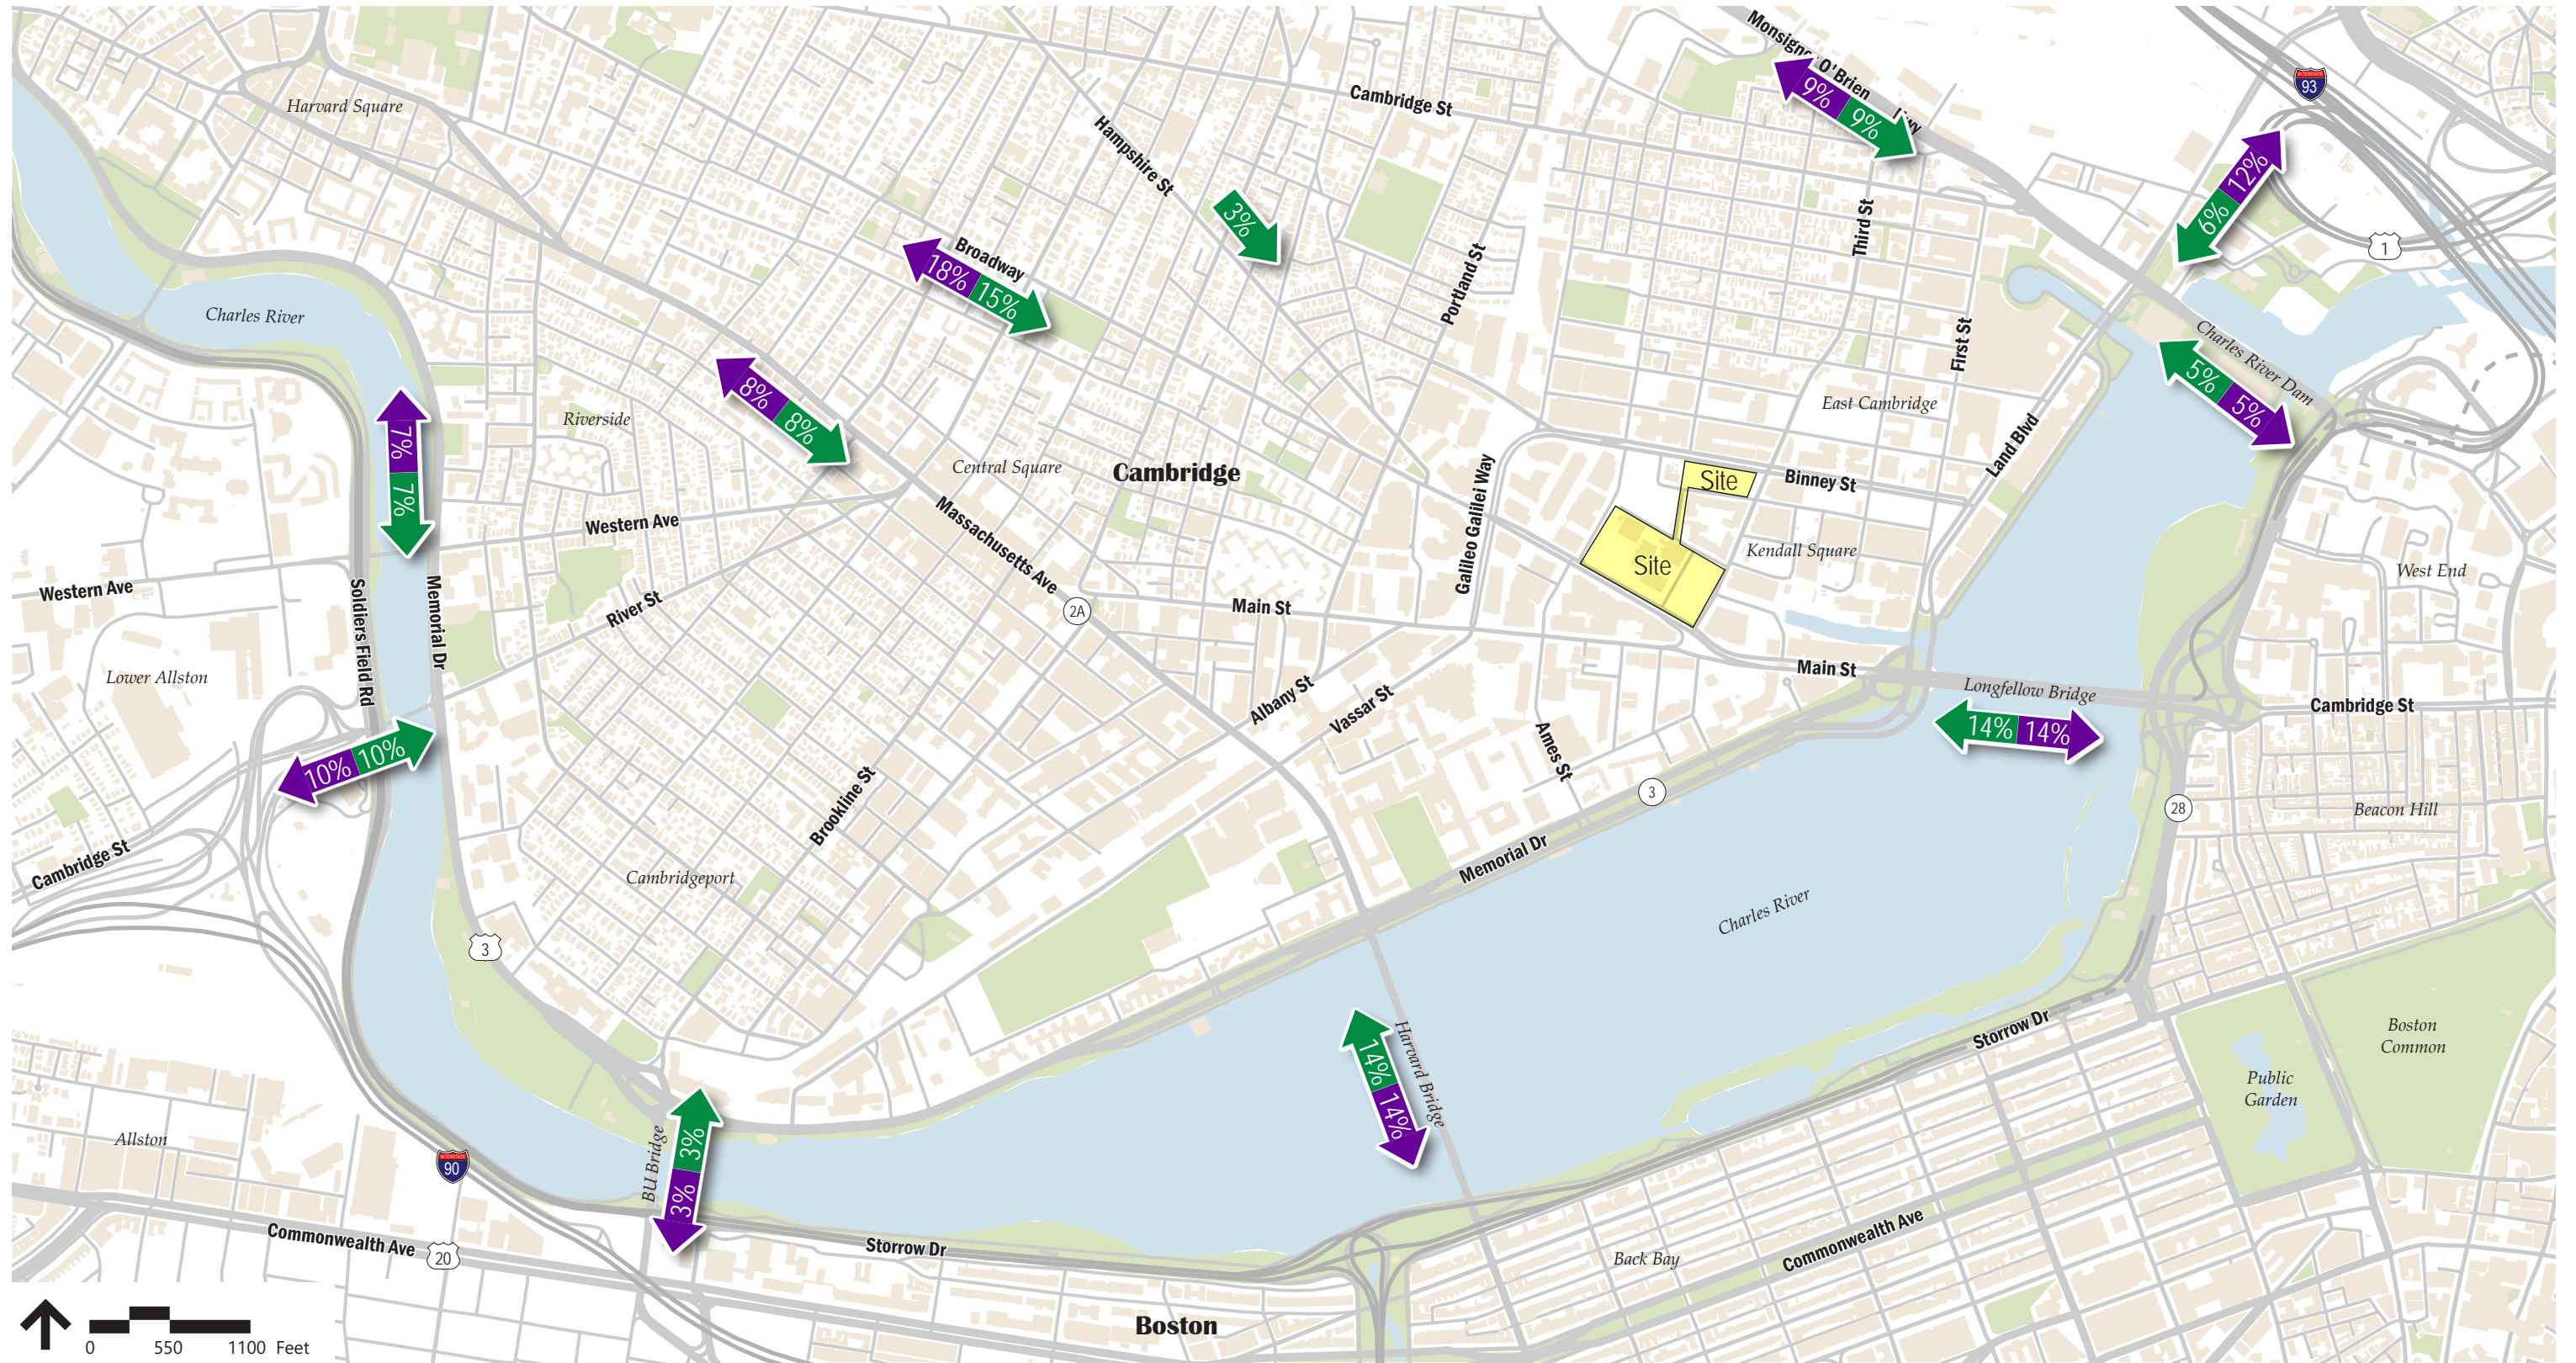 Monsignor O'Brien Hwy
INTERSTATE
93
Harvard Square
Cambridge St
9%
9%
Hampshire St
12%
6%
3%
Third St
1
Broadway
18%
15%
Portland St
Charles River
First St
Charles River Dam
5%
5%
8%
8%
Riverside
East Cambridge
7%
7%
Central Square
Cambridge
Land Blvd
Site
Binney St
Galileo Galilei Way
Western Ave
Massachusetts Ave
Kendall Square
Site
West End
Western Ave
Soldiers Field Rd
Memorial Dr
River St
2A
Main St
Lower Allston
Main St
Longfellow Bridge
Cambridge St
Albany St
Vassar St
14%
14%
10%
10%
Ames St
3
28
Beacon Hill
Brookline St
Cambridge St
Memorial Dr
Cambridgeport
Charles River
3
Harvard Bridge
14%
14%
Storrow Dr
Boston
Common
Public
Garden
Allston
BU Bridge
3%
3%
INTERSTATE
90
Commonwealth Ave
20
Storrow Dr
Back Bay
Commonwealth Ave
Boston
0 550 1100 Feet